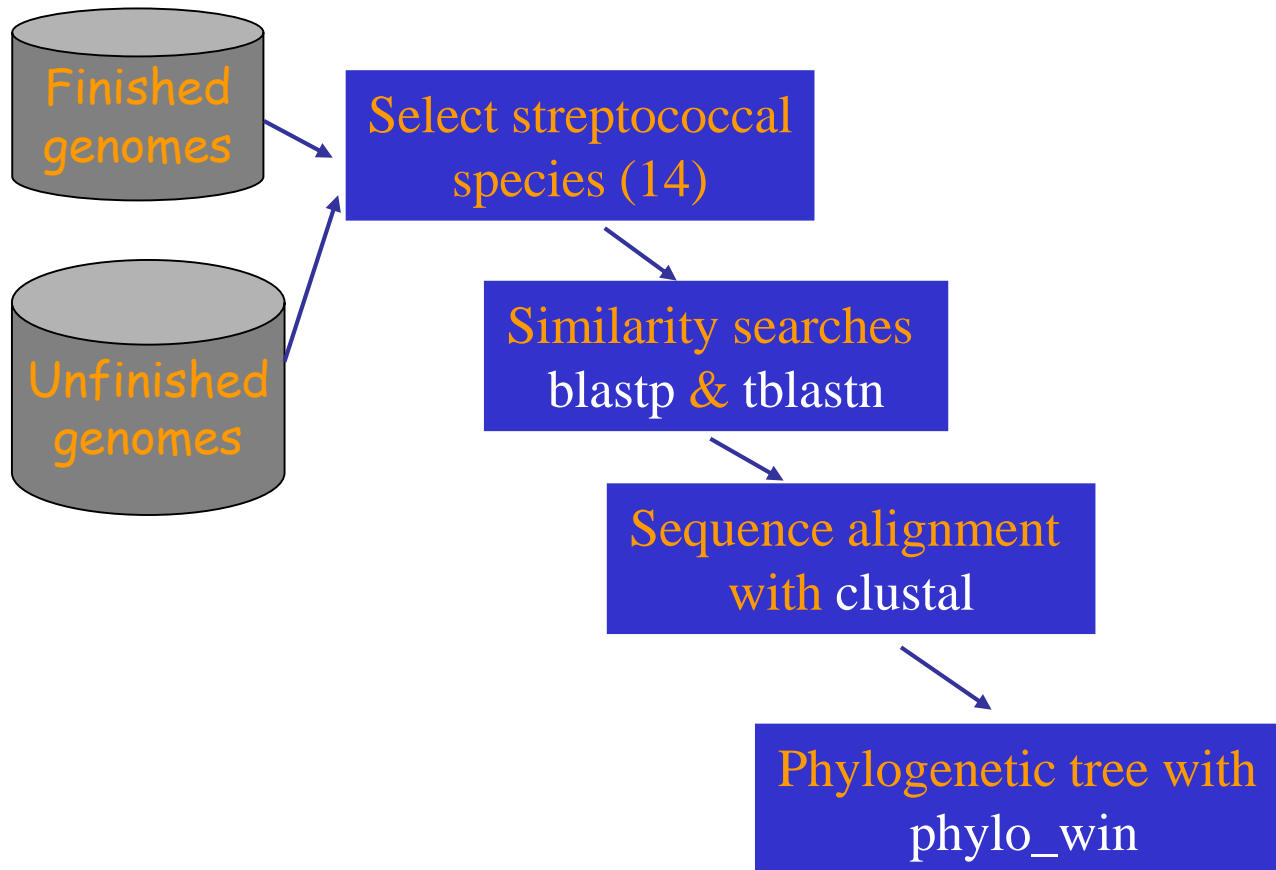 Finished
genomes
Select streptococcal
species (14)
Unfinished
genomes
Similarity searches
blastp & tblastn
Sequence alignment
with clustal
Phylogenetic tree with
phylo_win